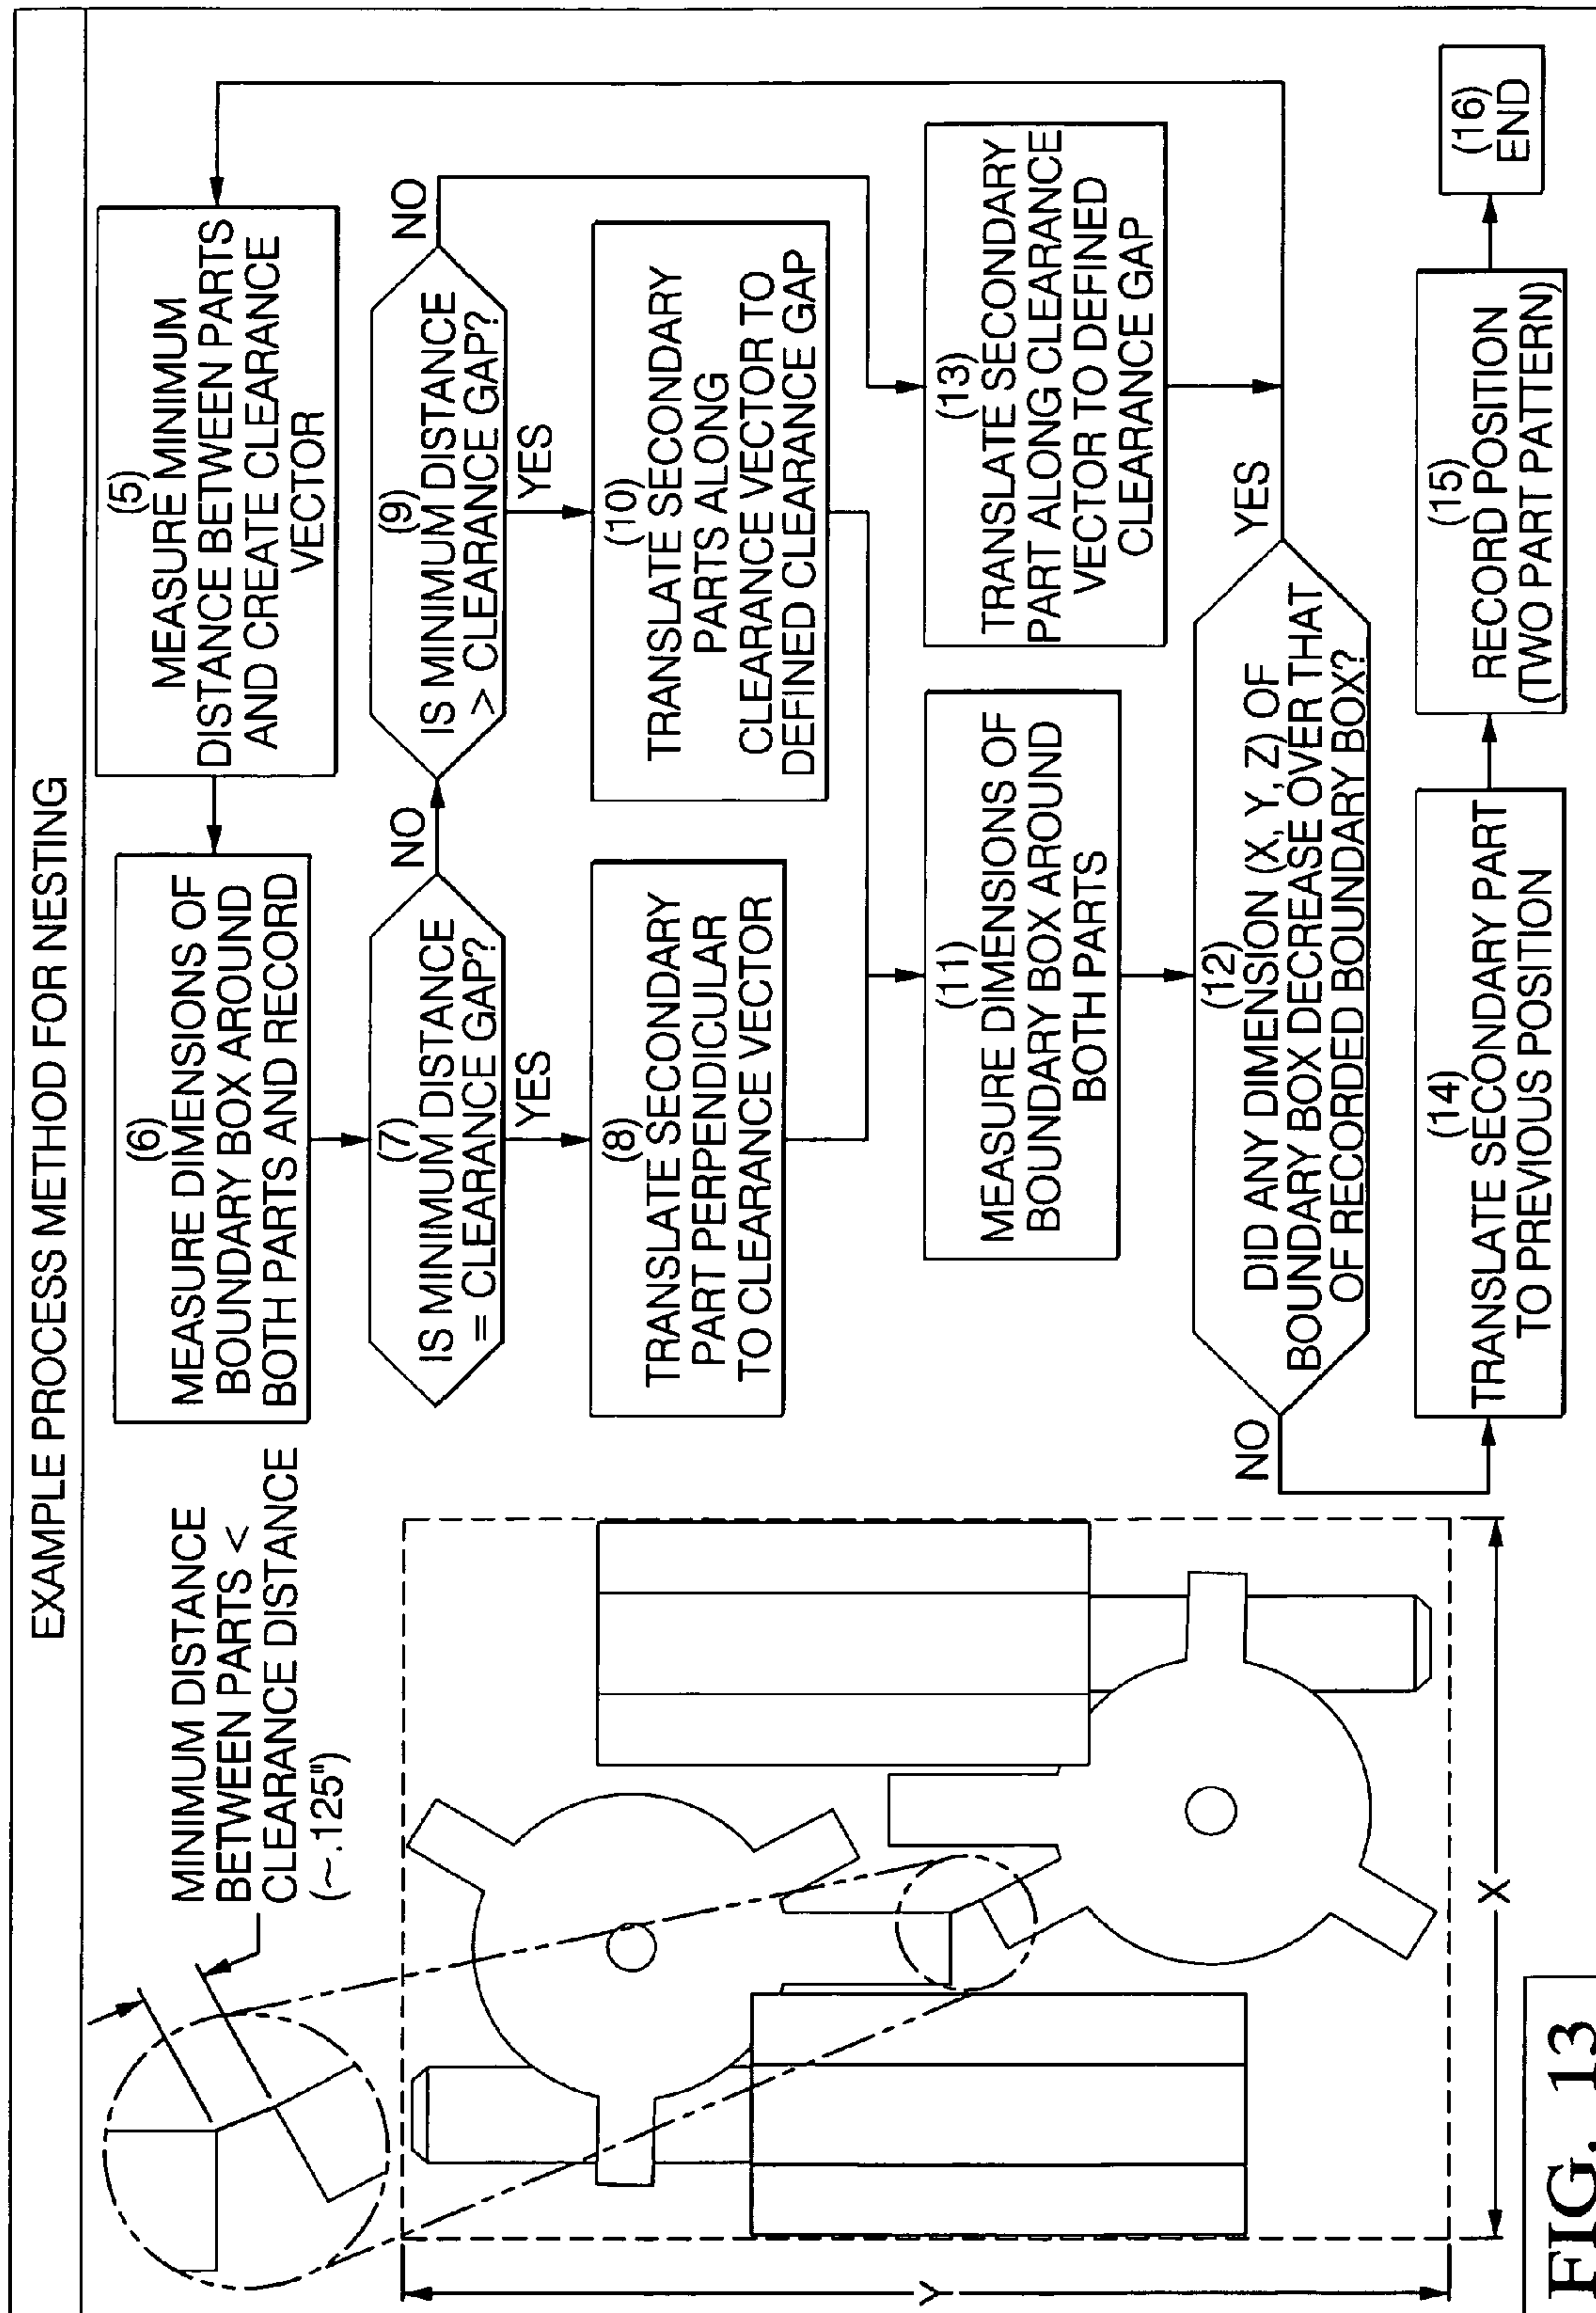 EXAMPLE PROCESS METHOD FOR NESTING
MINIMUM DISTANCE
BETWEEN PARTS <
CLEARANCE DISTANCE
(~.125")
(6)
MEASURE DIMENSIONS OF
BOUNDARY BOX AROUND
BOTH PARTS AND RECORD
(5)
MEASURE MINIMUM
DISTANCE BETWEEN PARTS
AND CREATE CLEARANCE
VECTOR
(7)
IS MINIMUM DISTANCE
= CLEARANCE GAP?
NO
YES
(9)
IS MINIMUM DISTANCE
> CLEARANCE GAP?
NO
YES
(8)
TRANSLATE SECONDARY
PART PERPENDICULAR
TO CLEARANCE VECTOR
(10)
TRANSLATE SECONDARY
PARTS ALONG
CLEARANCE VECTOR TO
DEFINED CLEARANCE GAP
(11)
MEASURE DIMENSIONS OF
BOUNDARY BOX AROUND
BOTH PARTS
(13)
TRANSLATE SECONDARY
PART ALONG CLEARANCE
VECTOR TO DEFINED
CLEARANCE GAP
(12)
DID ANY DIMENSION (X, Y, Z) OF
BOUNDARY BOX DECREASE OVER THAT
OF RECORDED BOUNDARY BOX?
NO
YES
(14)
TRANSLATE SECONDARY PART
TO PREVIOUS POSITION
(15)
RECORD POSITION
(TWO PART PATTERN)
(16)
END
Y
X
FIG. 13